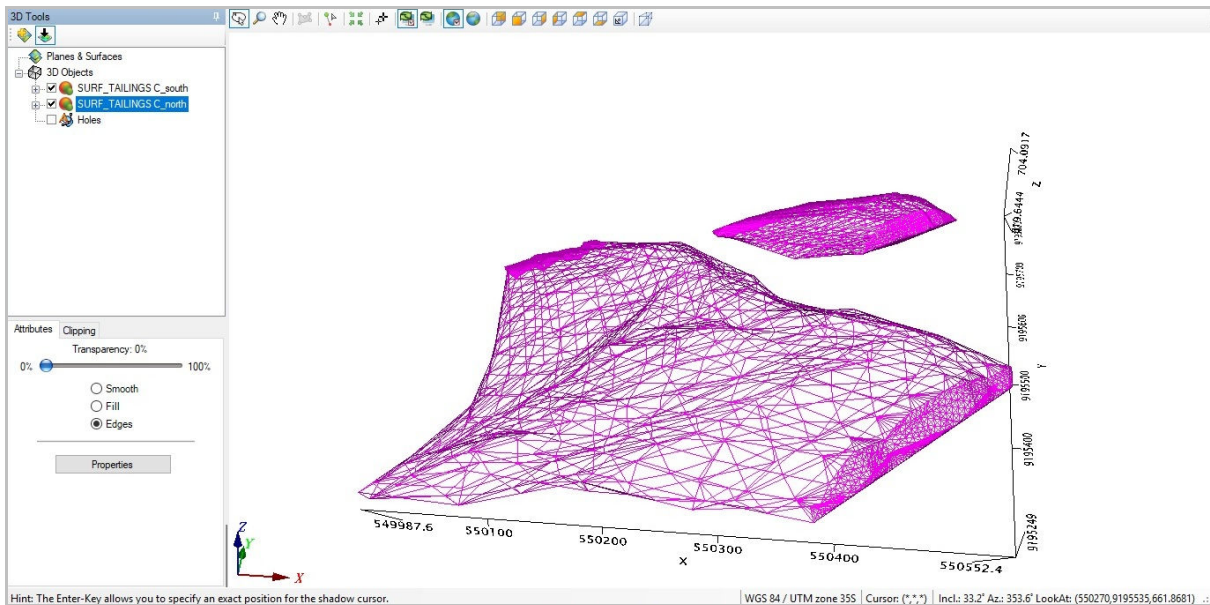 3D Tools
Planes & Surfaces
3D Objects
SURF_TAILINGS C_south
SURF_TAILINGS C_north
Holes
Attributes
Clipping
Transparency: 0%
0%
100%
Smooth
Fill
Edges
Properties
704.0917
Z
9195606
Y
9195500
9195400
9195249
549987.6
550100
550200
550300
550400
550552.4
X
Z
Y
X
Hint: The Enter-Key allows you to specify an exact position for the shadow cursor.
WGS 84 / UTM zone 35S
Cursor: (*,*,*)
Incl.: 33.2° Az.: 353.6° LookAt: (550270,9195535,661.8681)